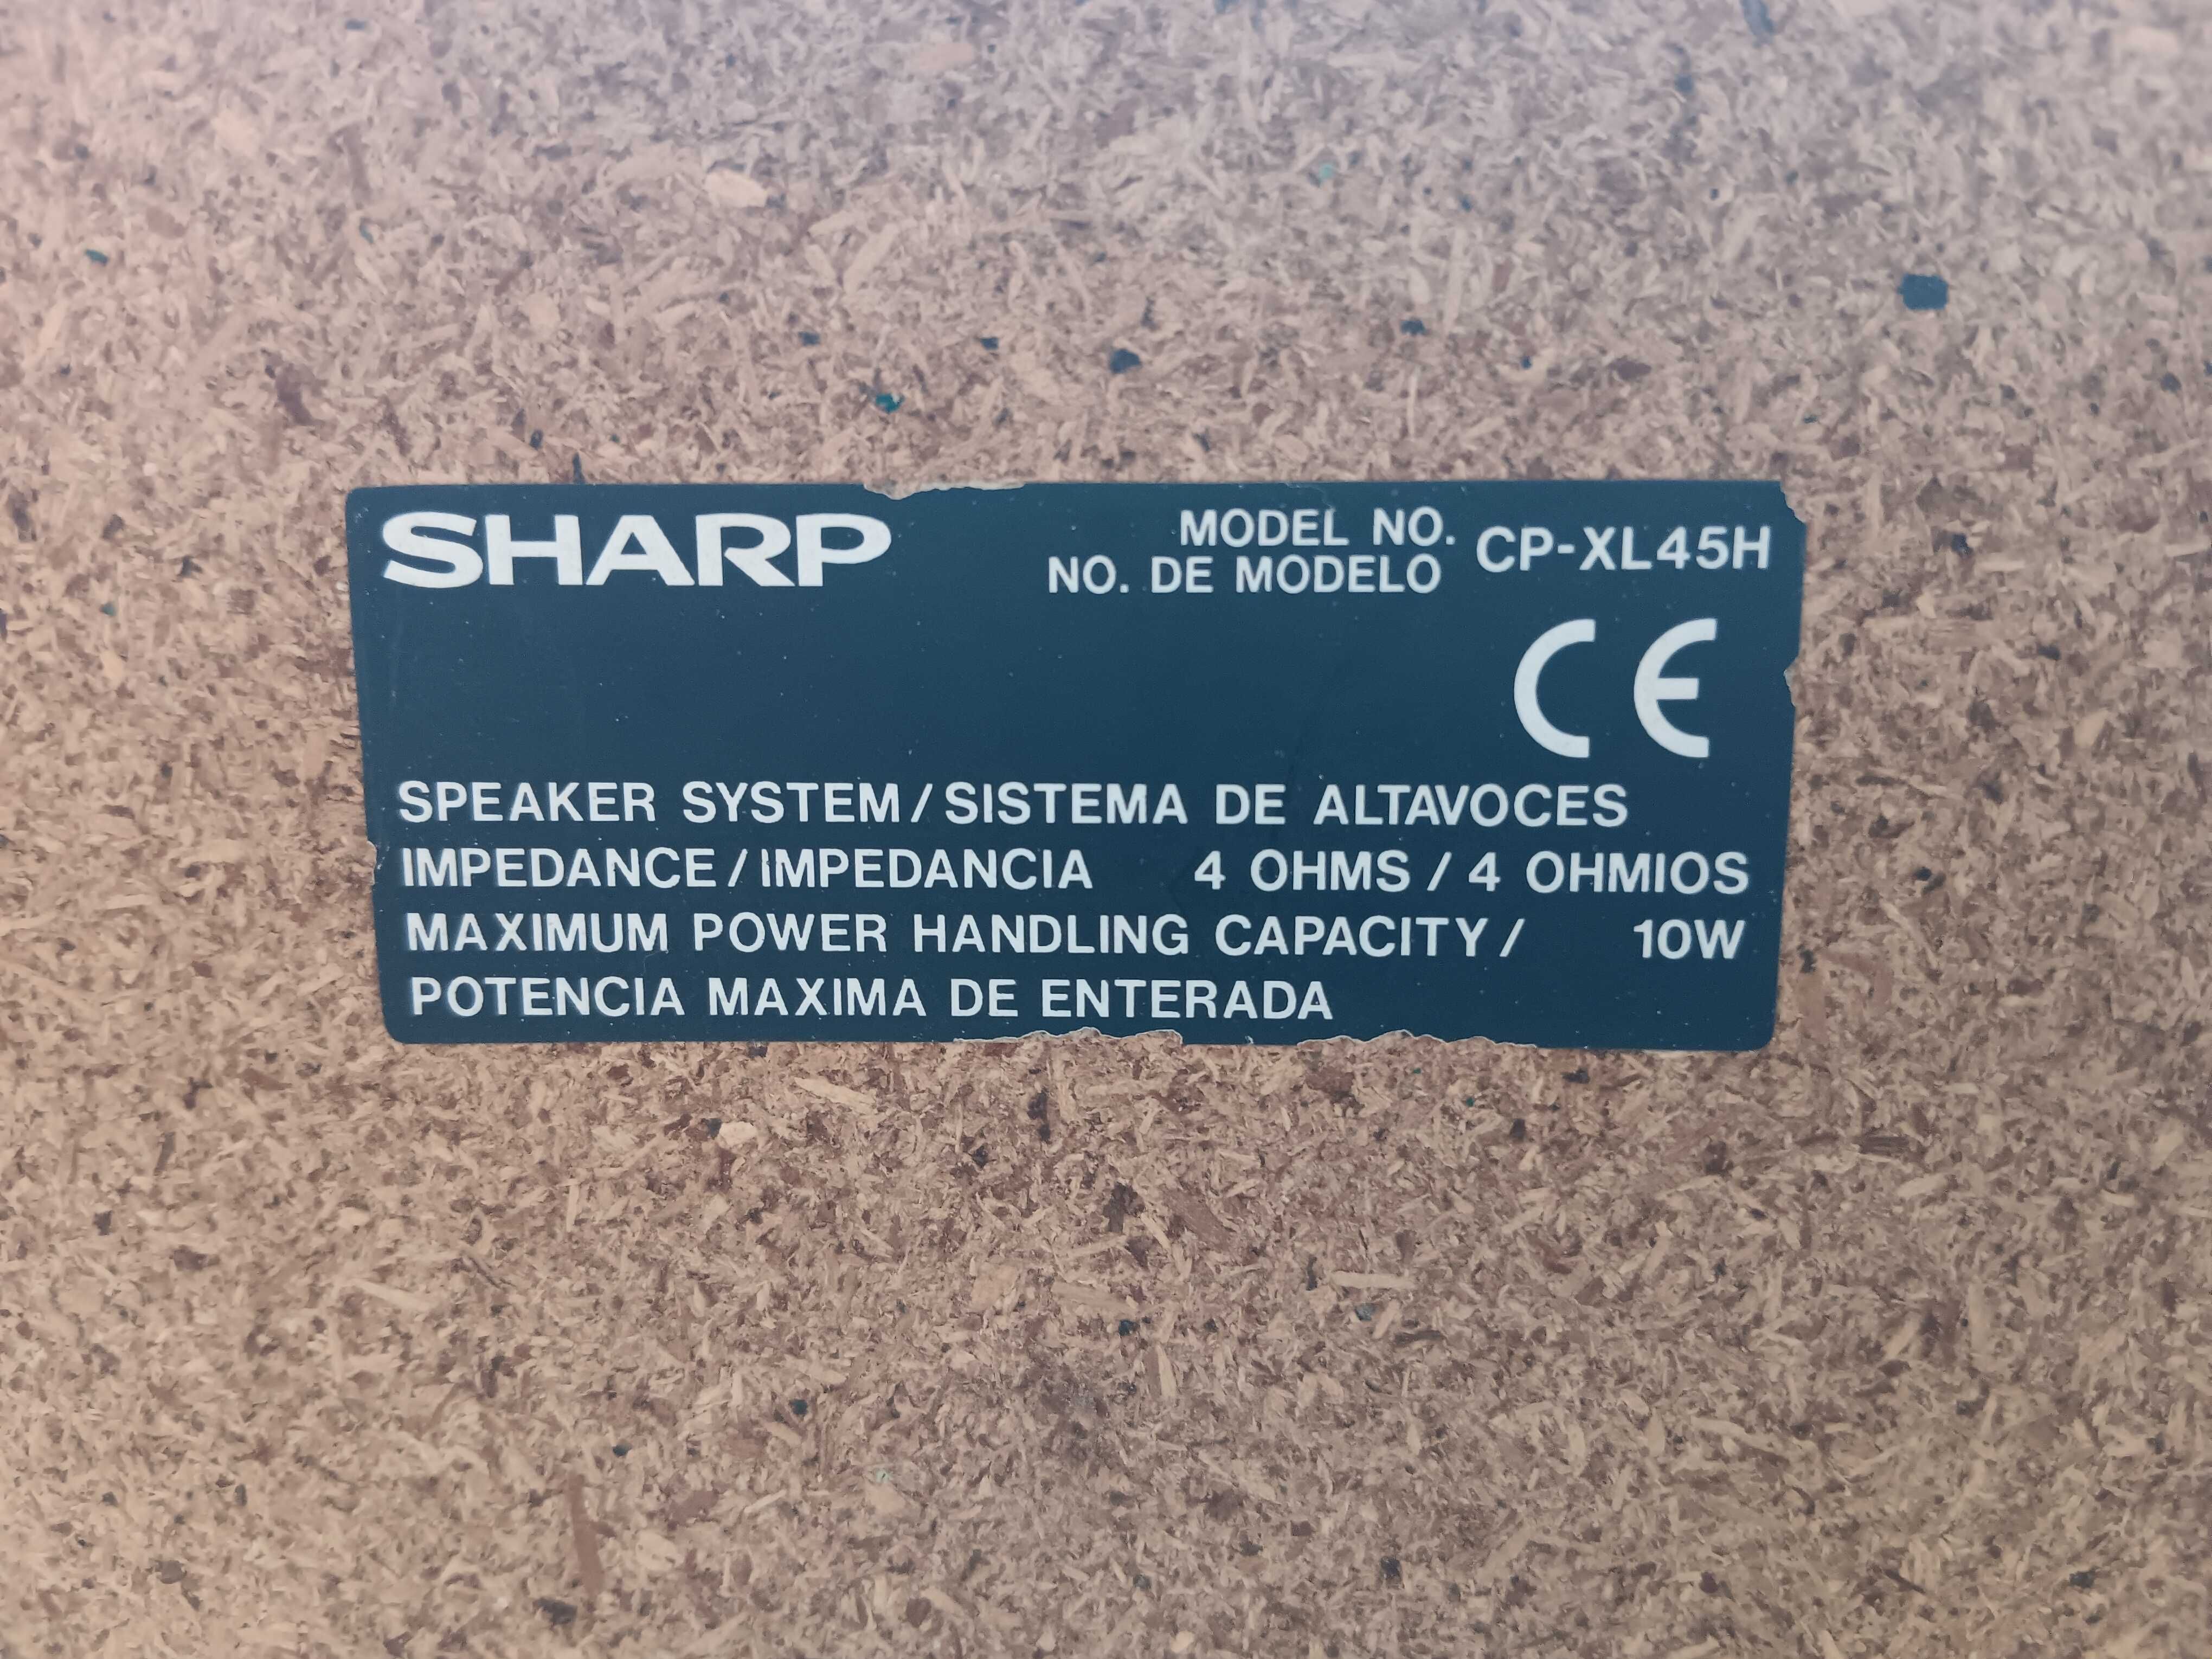 SHARP
MODEL NO.
NO. DE MODELO
CP-XL45H
CE
SPEAKER SYSTEM/SISTEMA DE ALTAVOCES
IMPEDANCE/IMPEDANCIA 4 OHMS/4 OHMIOS
MAXIMUM POWER HANDLING CAPACITY/ 10W
POTENCIA MAXIMA DE ENTERADA